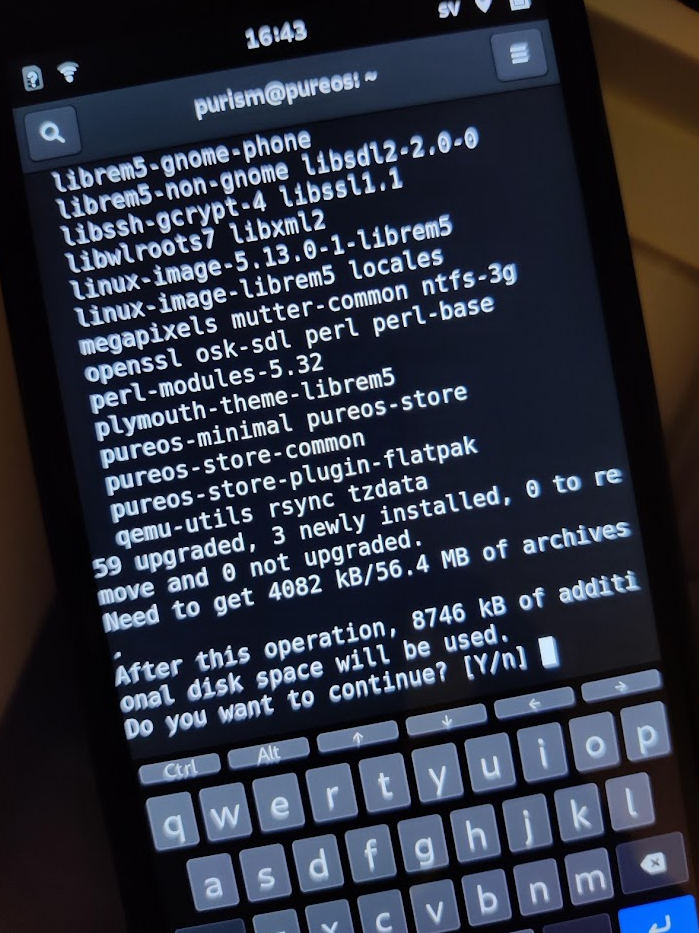 16:43
sv
purism@pureos: ~
librem5-gnome-phone
librem5-non-gnome libsdl2-2.0-0
libssh-gcrypt-4 libssl1.1
libwlroots7 libxml2
linux-image-5.13.0-1-librem5
linux-image-librem5 locales
megapixels mutter-common ntfs-3g
openssl osk-sdl perl perl-base
perl-modules-5.32
plymouth-theme-librem5
pureos-minimal pureos-store
pureos-store-common
pureos-store-plugin-flatpak
qemu-utils rsync tzdata
59 upgraded, 3 newly installed, 0 to re
move and 0 not upgraded.
Need to get 4082 kB/56.4 MB of archives
.
After this operation, 8746 kB of additi
onal disk space will be used.
Do you want to continue? [Y/n]
Ctrl Alt ↑ ↓ ← →
q w e r t y u i o p
a s d f g h j k l
x c v b n m